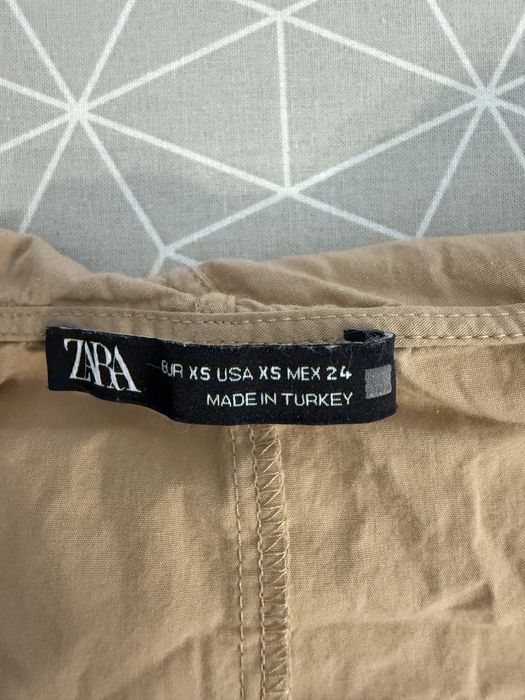 ZARA
EUR XS USA XS MEX 24
MADE IN TURKEY